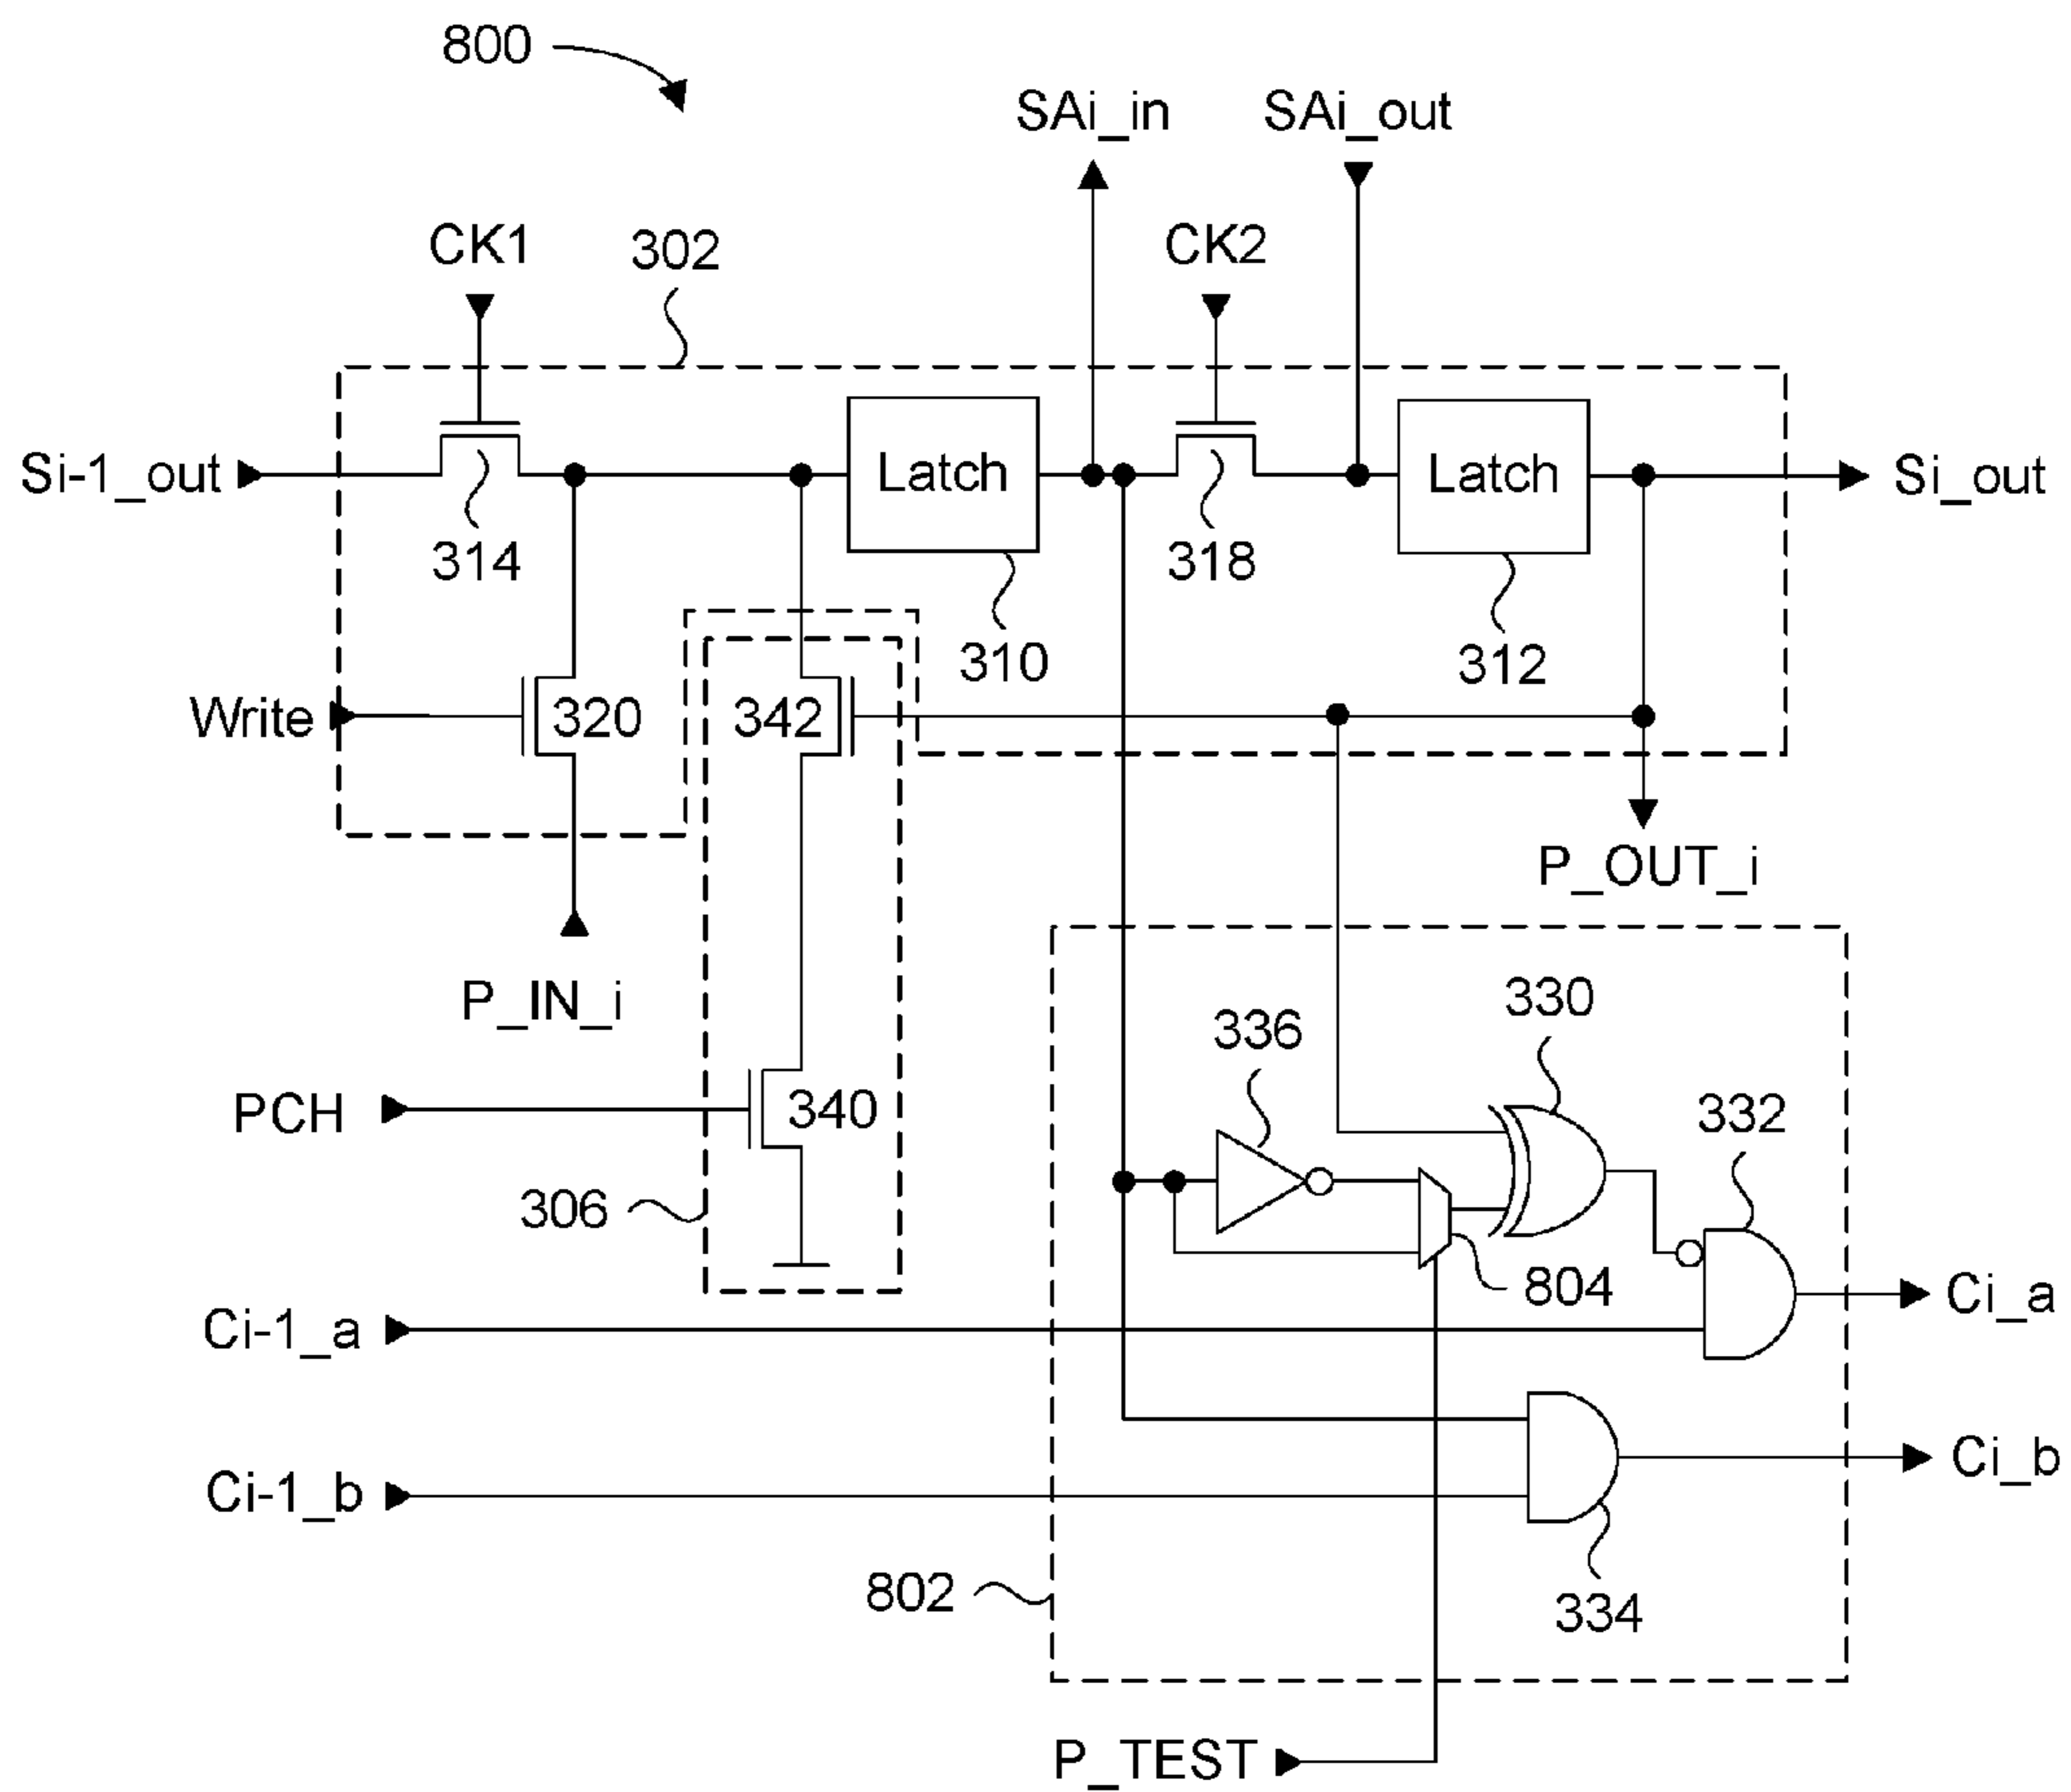 800
SAi_in
SAi_out
CK1
302
CK2
Si-1_out
Latch
Latch
Si_out
314
318
310
312
Write
320
342
P_OUT_i
P_IN_i
330
336
PCH
340
332
306
804
Ci-1_a
Ci_a
Ci-1_b
Ci_b
802
334
P_TEST